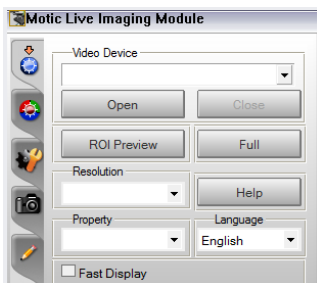 Motic Live Imaging Module
Video Device
Open Close
ROI Preview Full
Resolution
Help
Property Language
English
Fast Display